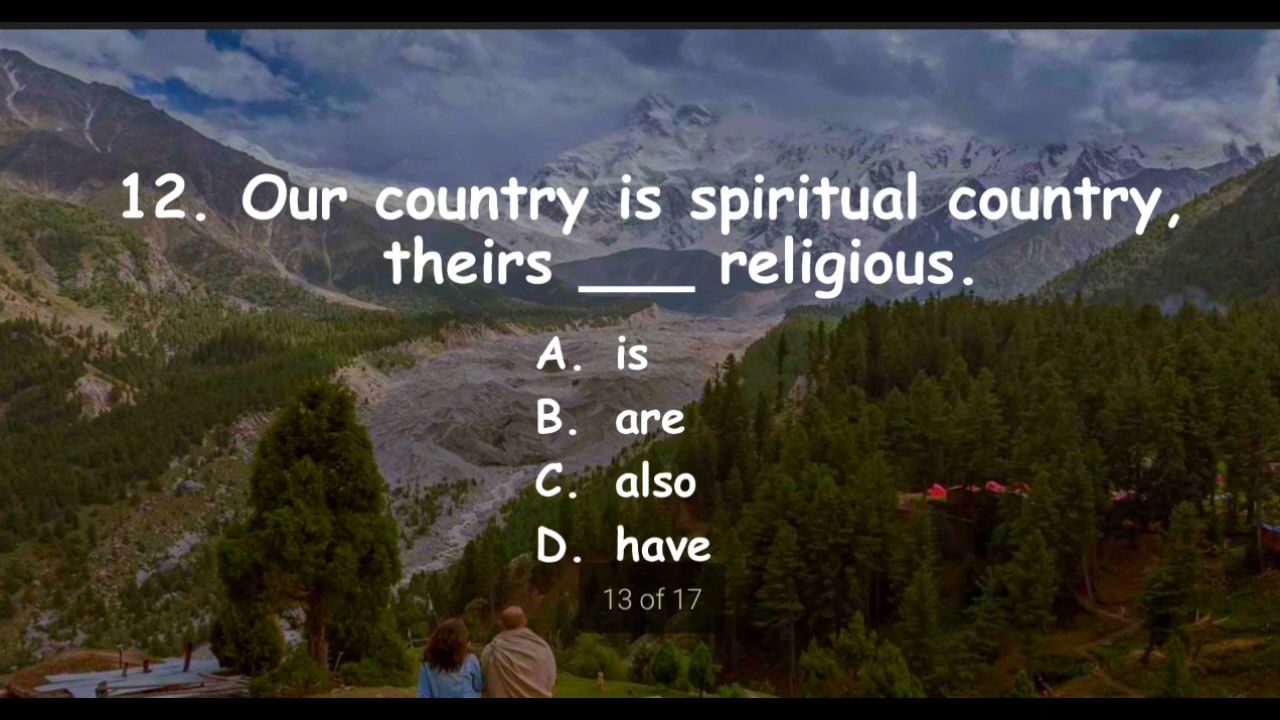 12. Our country is spiritual country,
theirs ___ religious.
A. is
B. are
C. also
D. have
13 of 17